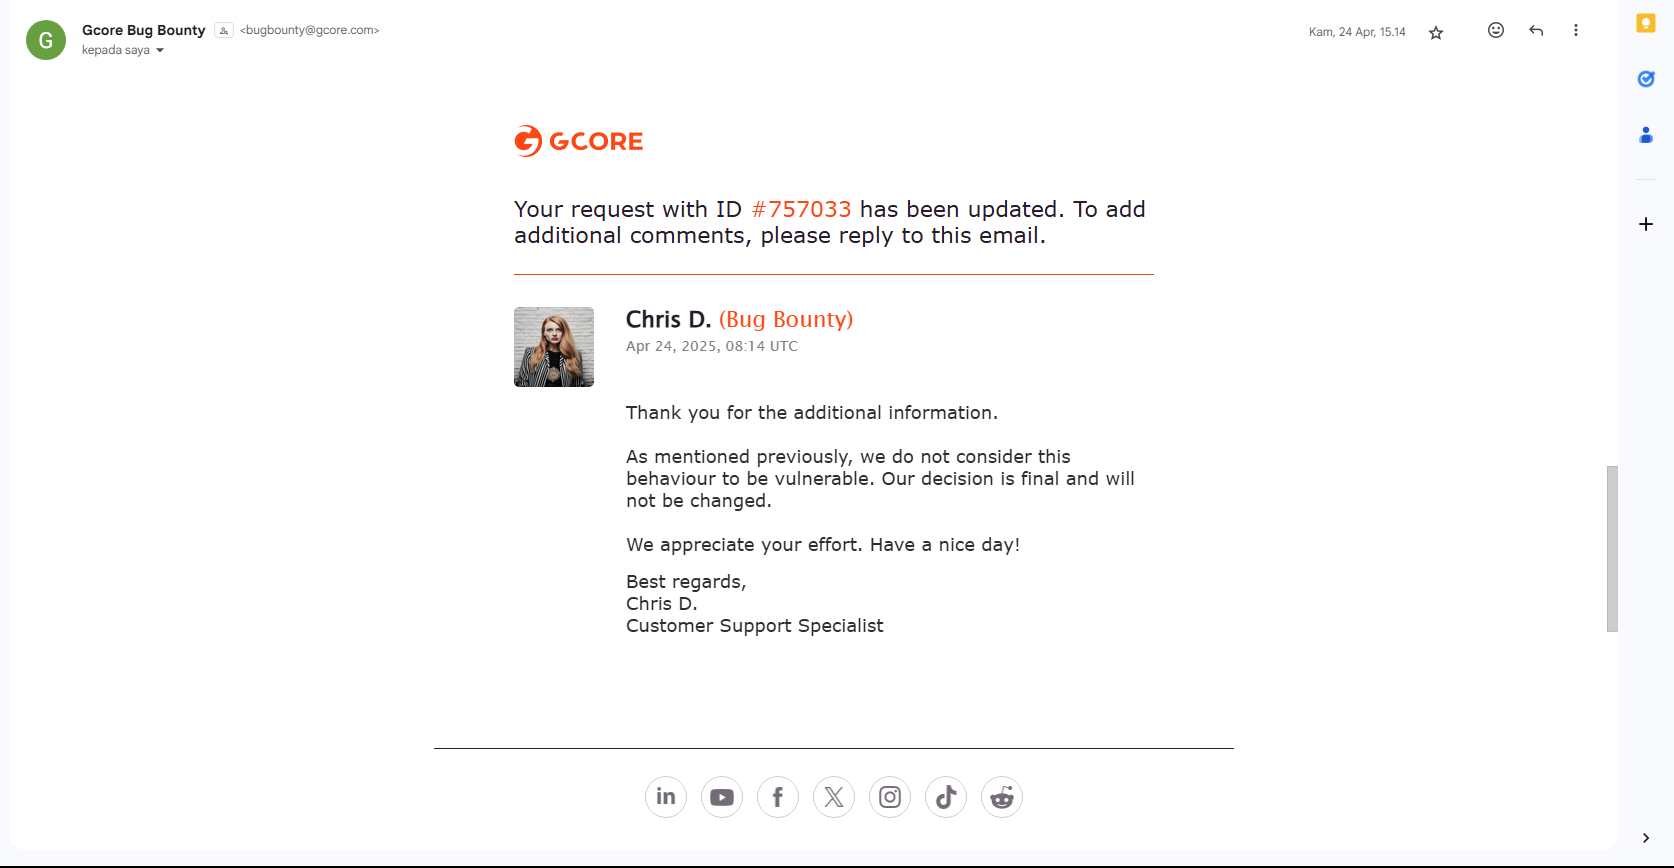 G
Gcore Bug Bounty <bugbounty@gcore.com>
Kam, 24 Apr, 15.14
kepada saya
GCORE
Your request with ID #757033 has been updated. To add
additional comments, please reply to this email.
Chris D. (Bug Bounty)
Apr 24, 2025, 08:14 UTC
Thank you for the additional information.
As mentioned previously, we do not consider this
behaviour to be vulnerable. Our decision is final and will
not be changed.
We appreciate your effort. Have a nice day!
Best regards,
Chris D.
Customer Support Specialist